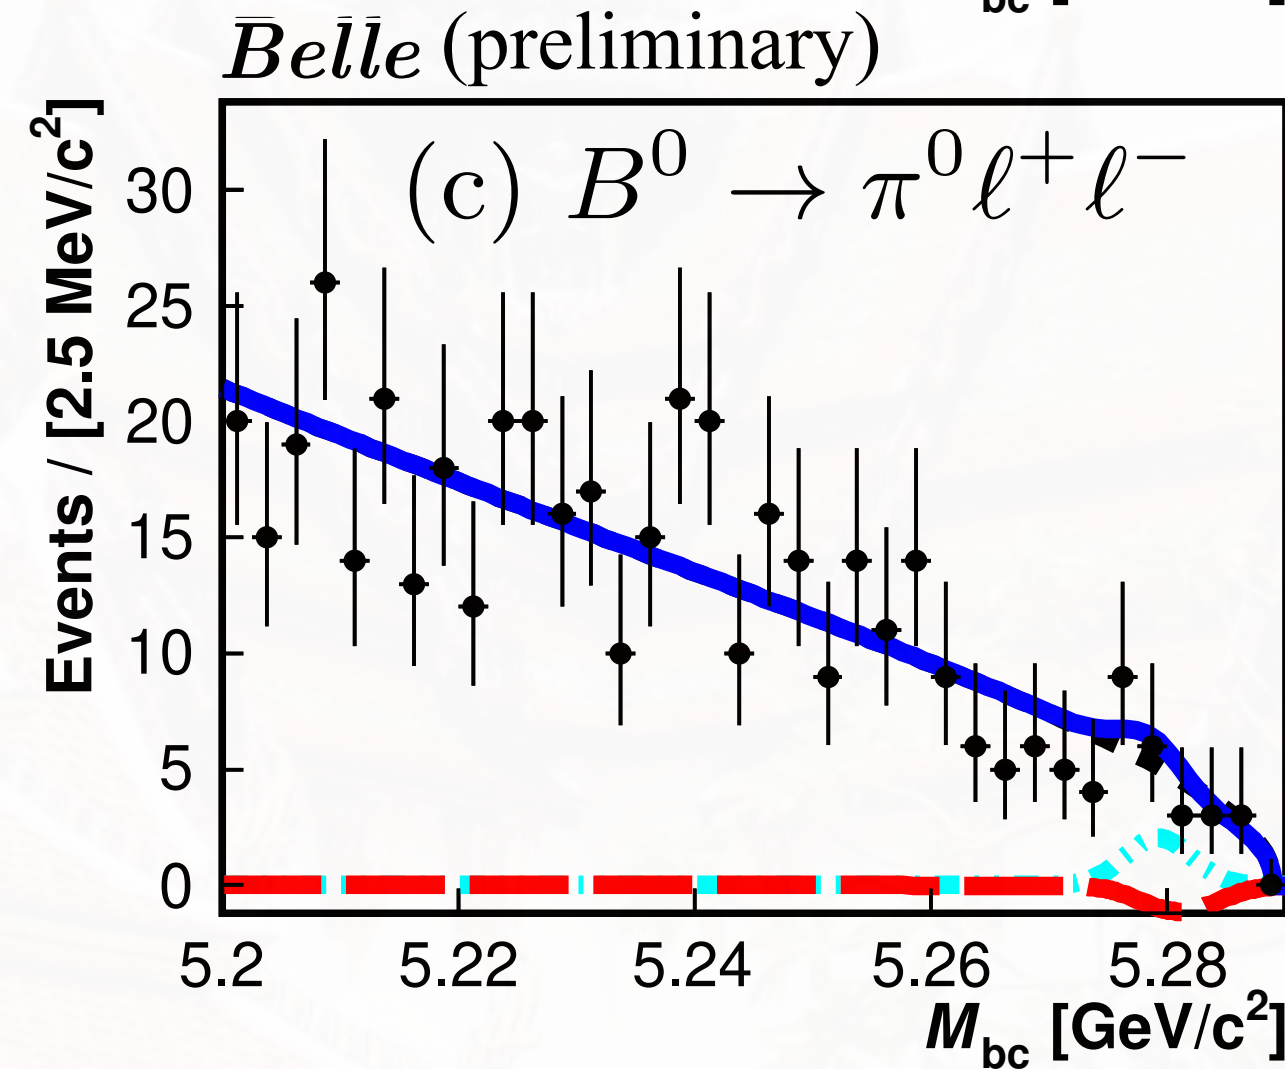 bc
Belle (preliminary)
(c) B⁰ → π⁰ℓ⁺ℓ⁻
Events / [2.5 MeV/c²]
30
25
20
15
10
5
0
5.2 5.22 5.24 5.26 5.28
M_bc [GeV/c²]